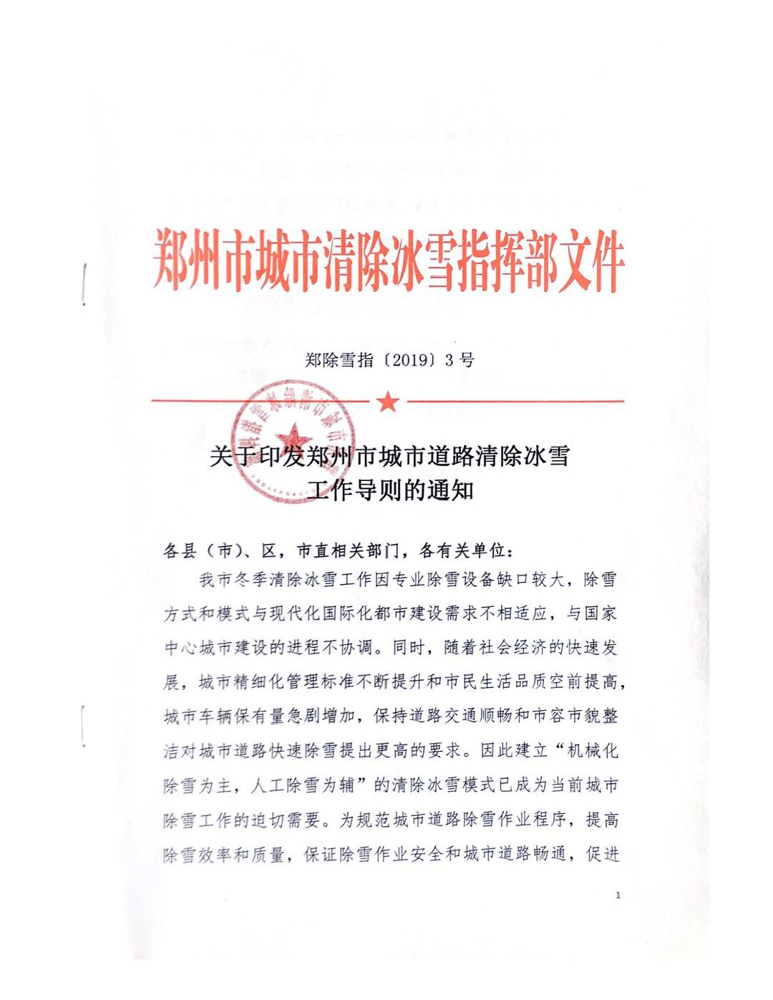 郑州市城市清除冰雪指挥部文件
郑除雪指〔2019〕3 号
关于印发郑州市城市道路清除冰雪
工作导则的通知
各县（市）、区，市直相关部门，各有关单位：
我市冬季清除冰雪工作因专业除雪设备缺口较大，除雪
方式和模式与现代化国际化都市建设需求不相适应，与国家
中心城市建设的进程不协调。同时，随着社会经济的快速发
展，城市精细化管理标准不断提升和市民生活品质空前提高，
城市车辆保有量急剧增加，保持道路交通顺畅和市容市貌整
洁对城市道路快速除雪提出更高的要求。因此建立“机械化
除雪为主，人工除雪为辅”的清除冰雪模式已成为当前城市
除雪工作的迫切需要。为规范城市道路除雪作业程序，提高
除雪效率和质量，保证除雪作业安全和城市道路畅通，促进
1